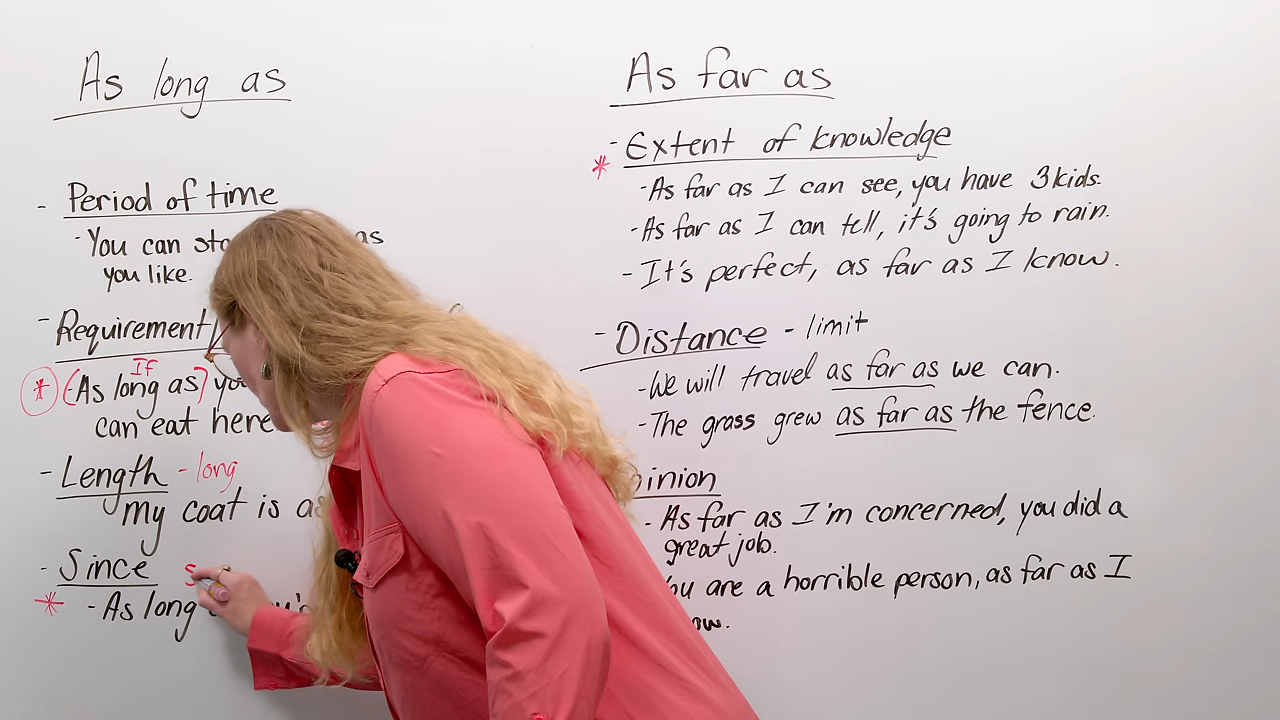 As long as
- Period of time
- You can as
you like.
- Requirement
If
* (As long as)
can eat here
- Length - long
My coat is
- Since
* - As long
As far as
- Extent of knowledge
*
- As far as I can see, you have 3 kids.
- As far as I can tell, it's going to rain.
- It's perfect, as far as I know.
- Distance - limit
- We will travel as far as we can.
- The grass grew as far as the fence.
inion
- As far as I'm concerned, you did a
great job.
ou are a horrible person, as far as I
ow.